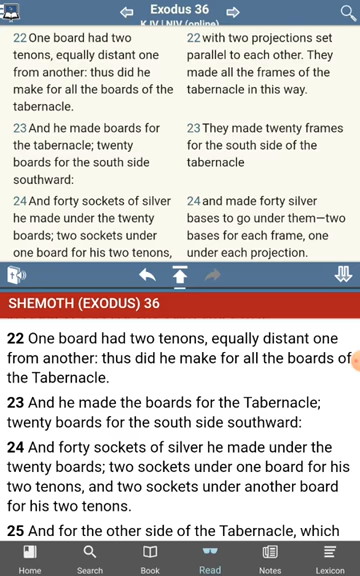 Exodus 36
KJV | NIV (online)
22 One board had two
tenons, equally distant one
from another: thus did he
make for all the boards of
the tabernacle.
23 And he made boards for
the tabernacle; twenty
boards for the south side
southward:
24 And forty sockets of silver
he made under the twenty
boards; two sockets under
one board for his two tenons,
22 with two projections set
parallel to each other. They
made all the frames of the
tabernacle in this way.
23 They made twenty frames
for the south side of the
tabernacle
24 and made forty silver
bases to go under them—two
bases for each frame, one
under each projection.
SHEMOTH (EXODUS) 36
22 One board had two tenons, equally distant one
from another: thus did he make for all the boards of
the Tabernacle.
23 And he made the boards for the Tabernacle;
twenty boards for the south side southward:
24 And forty sockets of silver he made under the
twenty boards; two sockets under one board for his
two tenons, and two sockets under another board
for his two tenons.
25 And for the other side of the Tabernacle, which
Home
Search
Book
Read
Notes
Lexicon